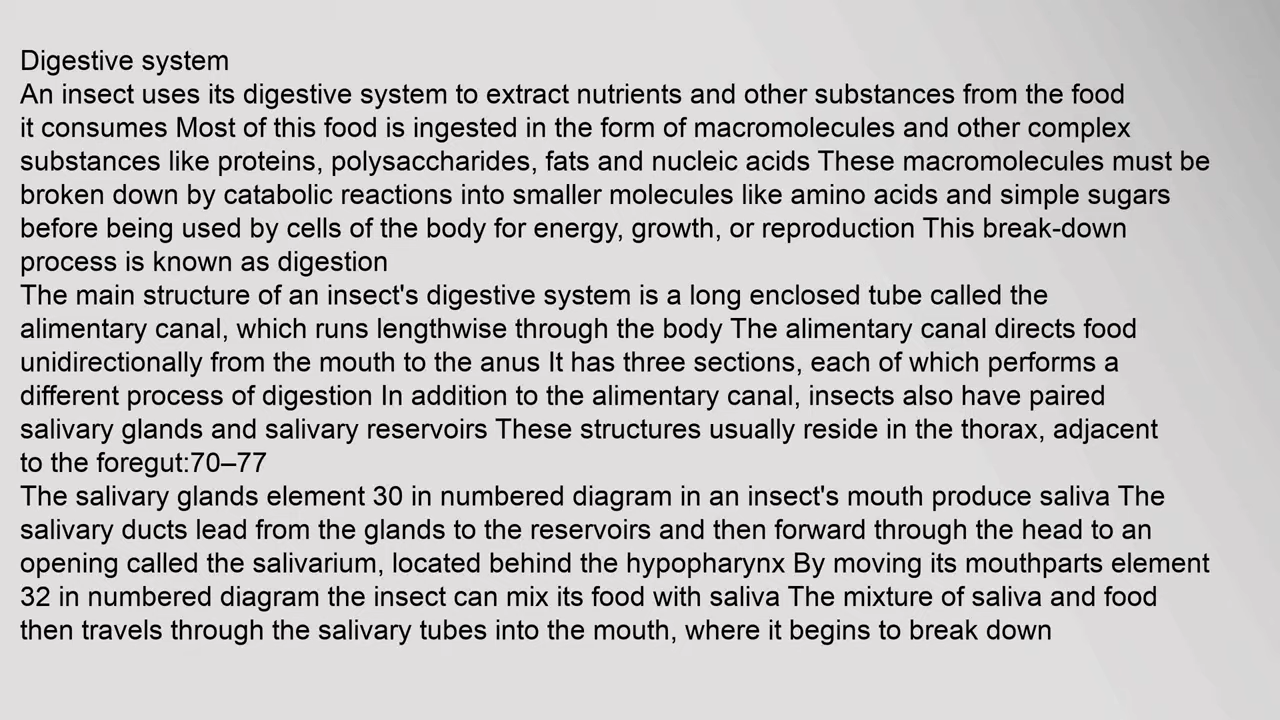 Digestive system
An insect uses its digestive system to extract nutrients and other substances from the food
it consumes Most of this food is ingested in the form of macromolecules and other complex
substances like proteins, polysaccharides, fats and nucleic acids These macromolecules must be
broken down by catabolic reactions into smaller molecules like amino acids and simple sugars
before being used by cells of the body for energy, growth, or reproduction This break-down
process is known as digestion
The main structure of an insect's digestive system is a long enclosed tube called the
alimentary canal, which runs lengthwise through the body The alimentary canal directs food
unidirectionally from the mouth to the anus It has three sections, each of which performs a
different process of digestion In addition to the alimentary canal, insects also have paired
salivary glands and salivary reservoirs These structures usually reside in the thorax, adjacent
to the foregut:70–77
The salivary glands element 30 in numbered diagram in an insect's mouth produce saliva The
salivary ducts lead from the glands to the reservoirs and then forward through the head to an
opening called the salivarium, located behind the hypopharynx By moving its mouthparts element
32 in numbered diagram the insect can mix its food with saliva The mixture of saliva and food
then travels through the salivary tubes into the mouth, where it begins to break down